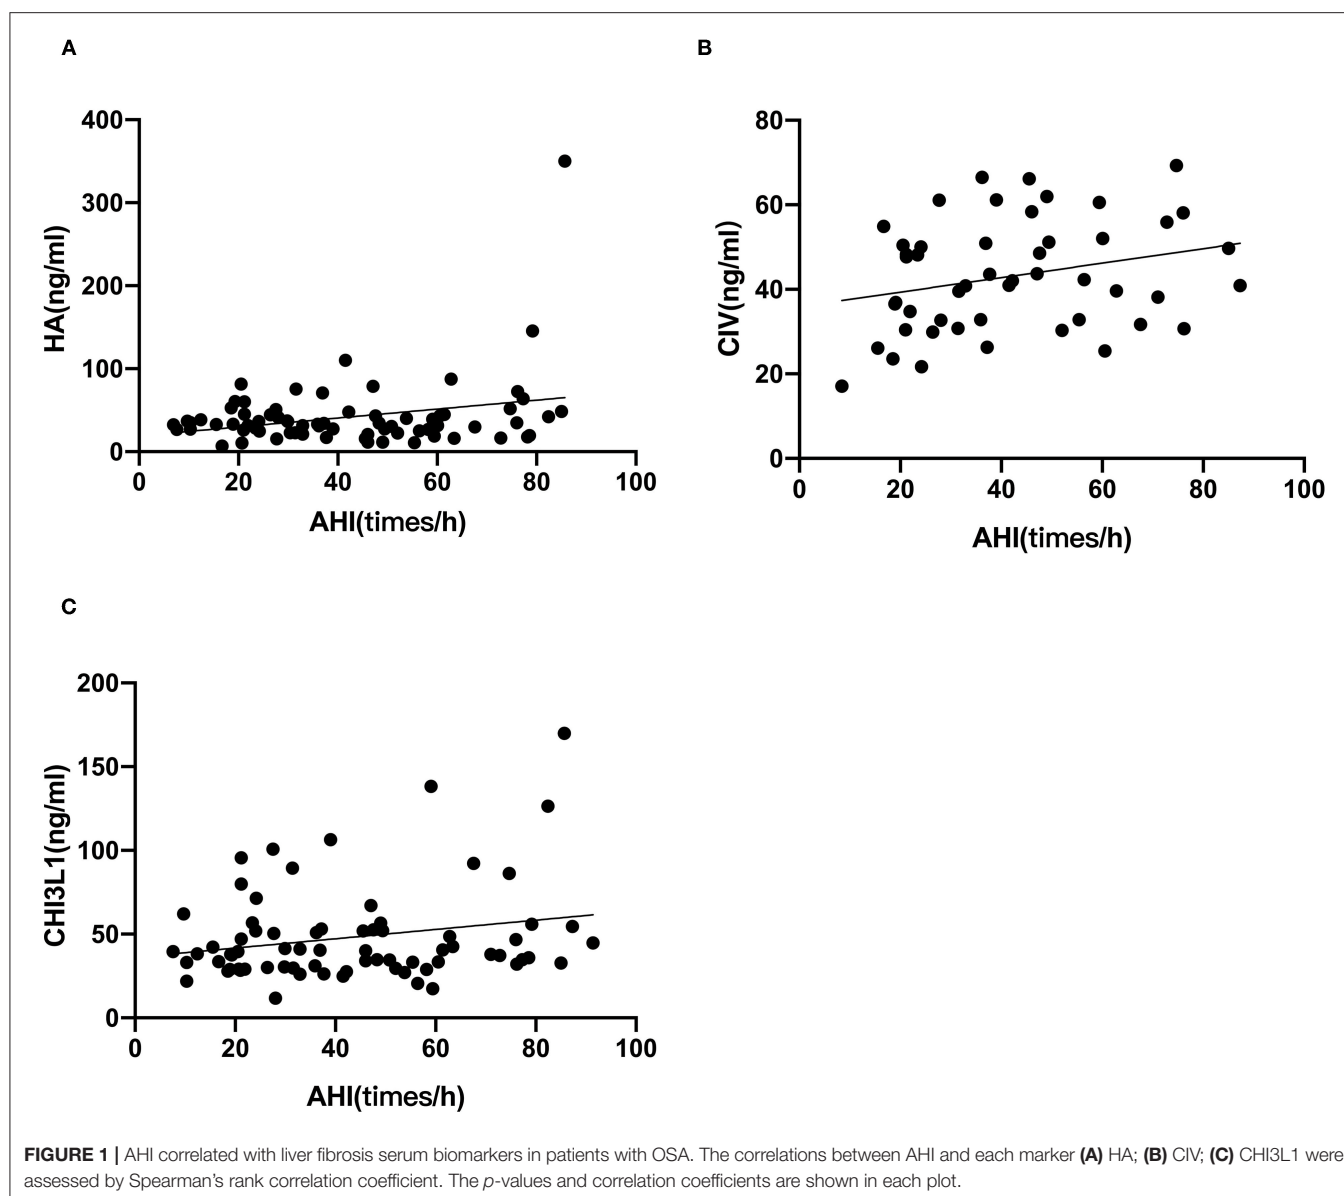 A
400
300
200
100
0
HA(ng/ml)
0 20 40 60 80 100
AHI(times/h)
B
80
60
40
20
0
CIV(ng/ml)
0 20 40 60 80 100
AHI(times/h)
C
200
150
100
50
0
CHI3L1(ng/ml)
0 20 40 60 80 100
AHI(times/h)
FIGURE 1 | AHI correlated with liver fibrosis serum biomarkers in patients with OSA. The correlations between AHI and each marker (A) HA; (B) CIV; (C) CHI3L1 were
assessed by Spearman's rank correlation coefficient. The p-values and correlation coefficients are shown in each plot.